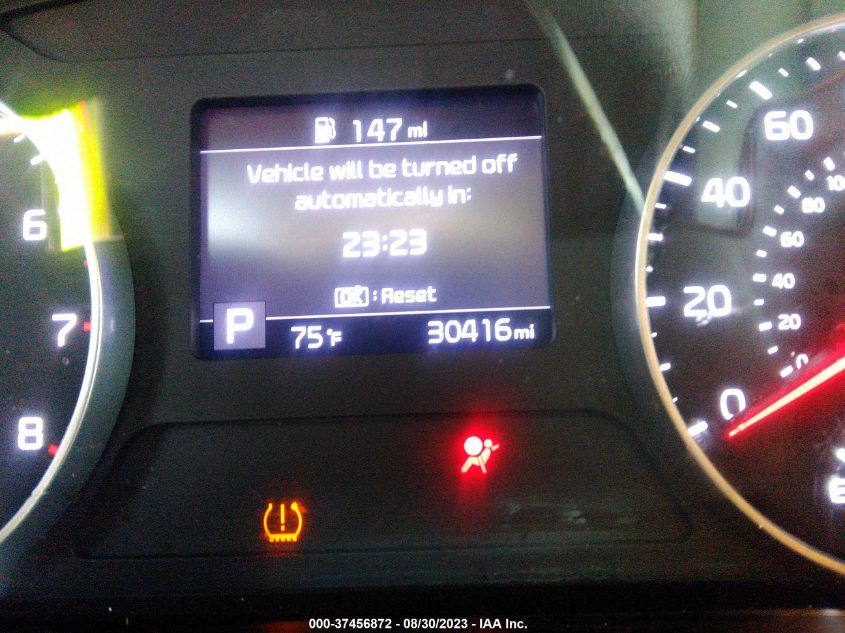 147 mi
Vehicle will be turned off
automatically in:
23:23
[OK] : Reset
P 75°F 30416 mi
6
7
8
60
40
20
0
100
80
60
40
20
0
000-37456872 - 08/30/2023 - IAA Inc.